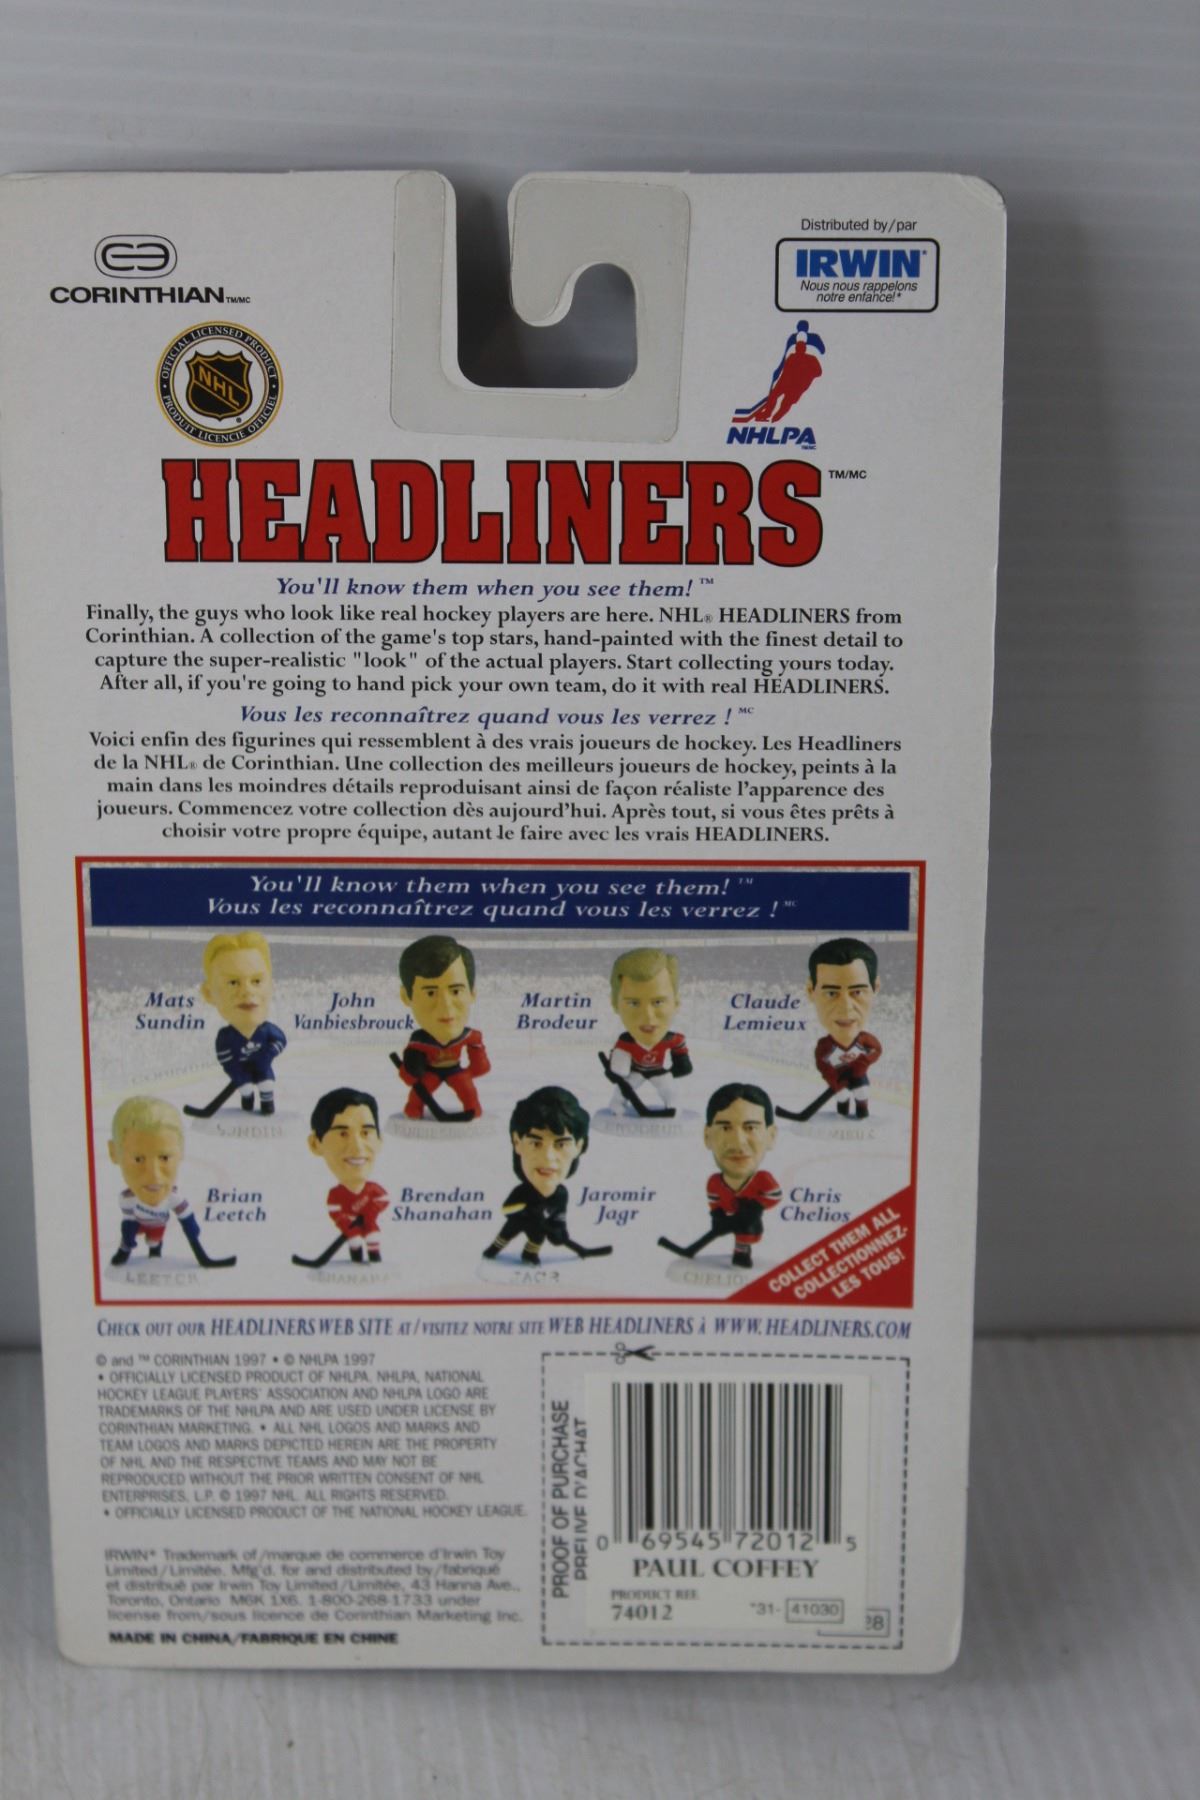 CORINTHIAN TM/MC
Distributed by/par
IRWIN*
Nous nous rappelons
notre enfance!*
OFFICIAL LICENSED PRODUCT
NHL
PRODUIT LICENCIE OFFICIEL
NHLPA
HEADLINERS TM/MC
You'll know them when you see them! ™
Finally, the guys who look like real hockey players are here. NHL® HEADLINERS from
Corinthian. A collection of the game's top stars, hand-painted with the finest detail to
capture the super-realistic "look" of the actual players. Start collecting yours today.
After all, if you're going to hand pick your own team, do it with real HEADLINERS.
Vous les reconnaîtrez quand vous les verrez ! MC
Voici enfin des figurines qui ressemblent à des vrais joueurs de hockey. Les Headliners
de la NHL® de Corinthian. Une collection des meilleurs joueurs de hockey, peints à la
main dans les moindres détails reproduisant ainsi de façon réaliste l'apparence des
joueurs. Commencez votre collection dès aujourd'hui. Après tout, si vous êtes prêts à
choisir votre propre équipe, autant le faire avec les vrais HEADLINERS.
You'll know them when you see them! ™
Vous les reconnaîtrez quand vous les verrez ! MC
Mats
Sundin
John
Vanbiesbrouck
Martin
Brodeur
Claude
Lemieux
Brian
Leetch
Brendan
Shanahan
Jaromir
Jagr
Chris
Chelios
COLLECT THEM ALL
COLLECTIONNEZ-
LES TOUS!
CHECK OUT OUR HEADLINERS WEB SITE AT / VISITEZ NOTRE SITE WEB HEADLINERS À WWW.HEADLINERS.COM
© and ™ CORINTHIAN 1997 • © NHLPA 1997
• OFFICIALLY LICENSED PRODUCT OF NHLPA. NHLPA, NATIONAL
HOCKEY LEAGUE PLAYERS' ASSOCIATION AND NHLPA LOGO ARE
TRADEMARKS OF THE NHLPA AND ARE USED UNDER LICENSE BY
CORINTHIAN MARKETING. • ALL NHL LOGOS AND MARKS AND
TEAM LOGOS AND MARKS DEPICTED HEREIN ARE THE PROPERTY
OF NHL AND THE RESPECTIVE TEAMS AND MAY NOT BE
REPRODUCED WITHOUT THE PRIOR WRITTEN CONSENT OF NHL
ENTERPRISES, L.P. © 1997 NHL. ALL RIGHTS RESERVED.
• OFFICIALLY LICENSED PRODUCT OF THE NATIONAL HOCKEY LEAGUE.
IRWIN* Trademark of/marque de commerce d'Irwin Toy
Limited/Limitée. Mfg'd. for and distributed by/fabriqué
et distribué par Irwin Toy Limited/Limitée, 43 Hanna Ave.,
Toronto, Ontario M6K 1X6. 1-800-268-1733 under
license from/sous licence de Corinthian Marketing Inc.
MADE IN CHINA/FABRIQUE EN CHINE
PROOF OF PURCHASE
PREUVE D'ACHAT
0 69545 72012 5
PAUL COFFEY
PRODUCT REF.
74012
*31- 41030
28